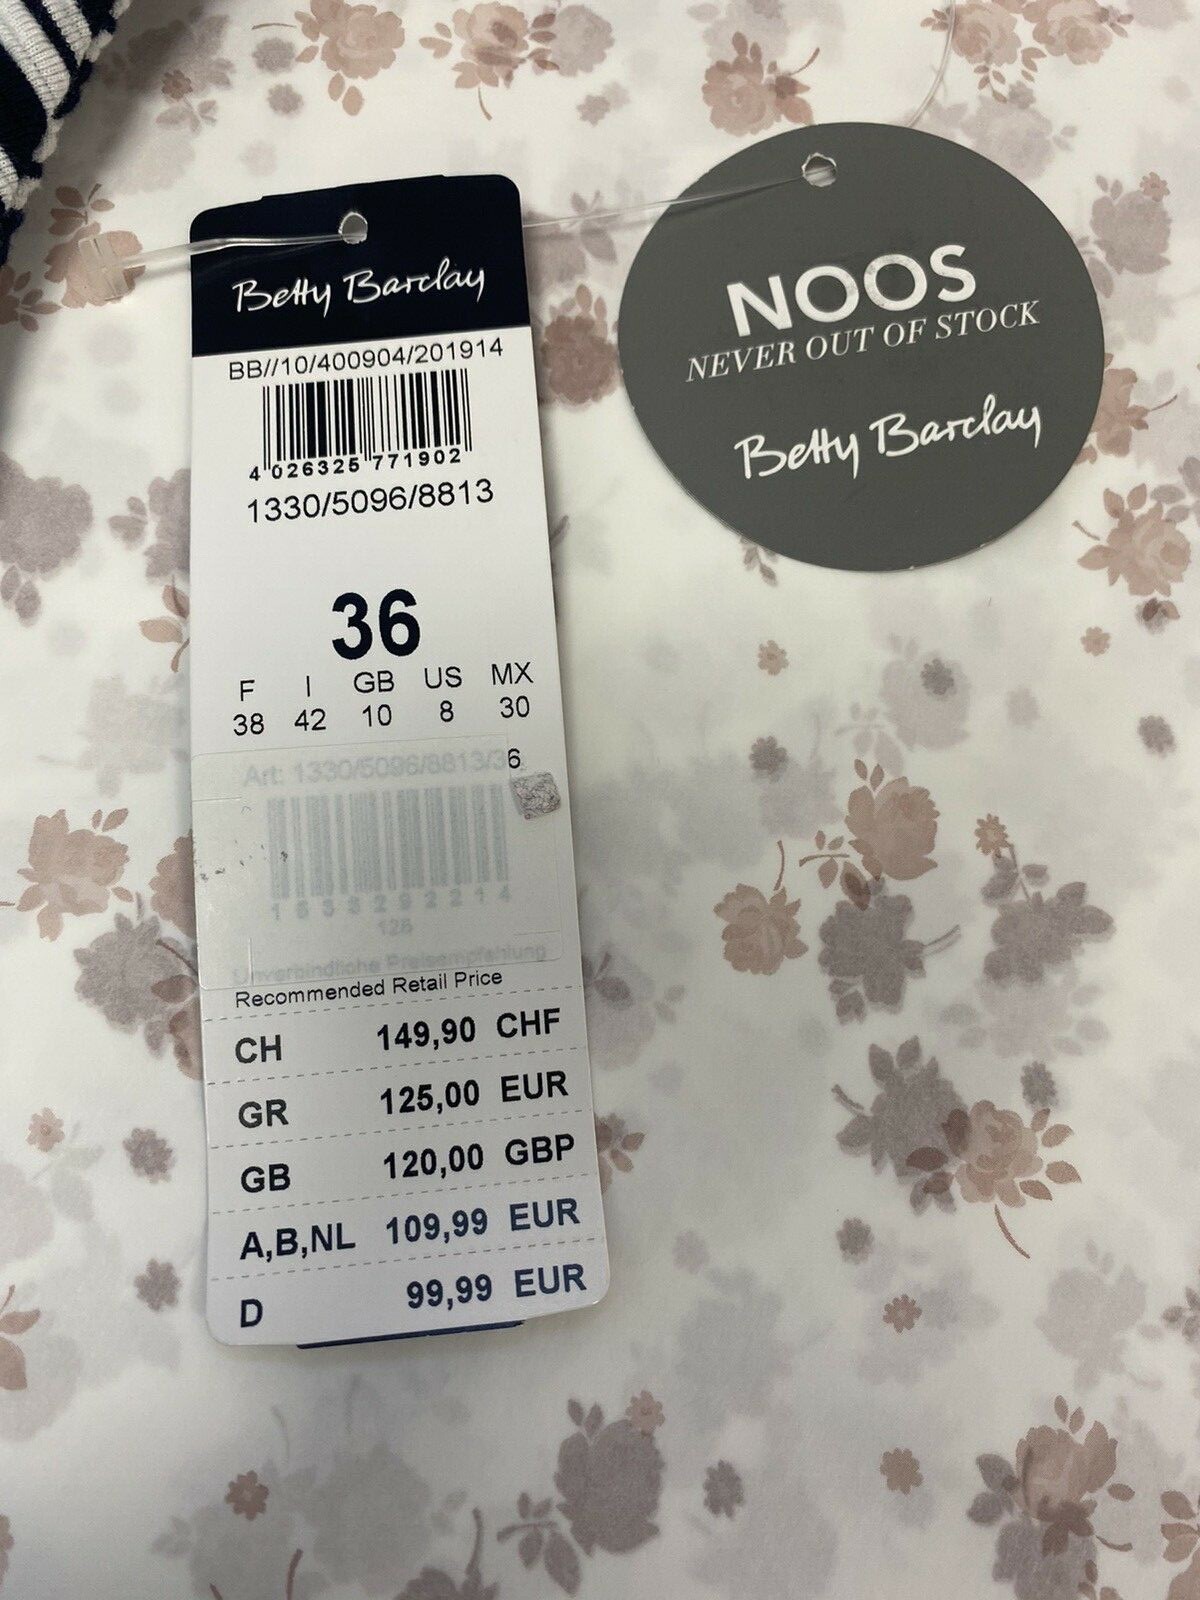 Betty Barclay
BB//10/400904/201914
4 026325 771902
1330/5096/8813
36
F I GB US MX
38 42 10 8 30
Art: 1330/5096/8813/36
126
Unverbindliche Preisempfehlung
Recommended Retail Price
CH 149,90 CHF
GR 125,00 EUR
GB 120,00 GBP
A,B,NL 109,99 EUR
D 99,99 EUR
NOOS
NEVER OUT OF STOCK
Betty Barclay